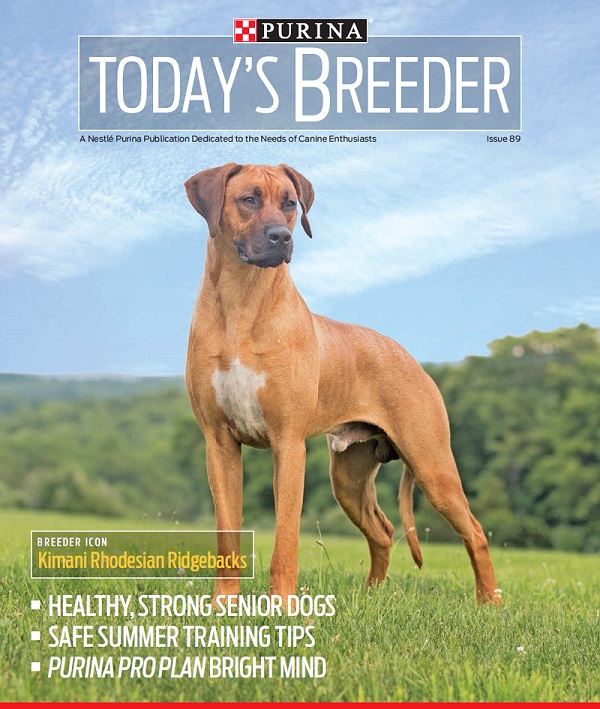 PURINA
TODAY'S BREEDER
A Nestlé Purina Publication Dedicated to the Needs of Canine Enthusiasts
Issue 89
BREEDER ICON
Kimani Rhodesian Ridgebacks
HEALTHY, STRONG SENIOR DOGS
SAFE SUMMER TRAINING TIPS
PURINA PRO PLAN BRIGHT MIND